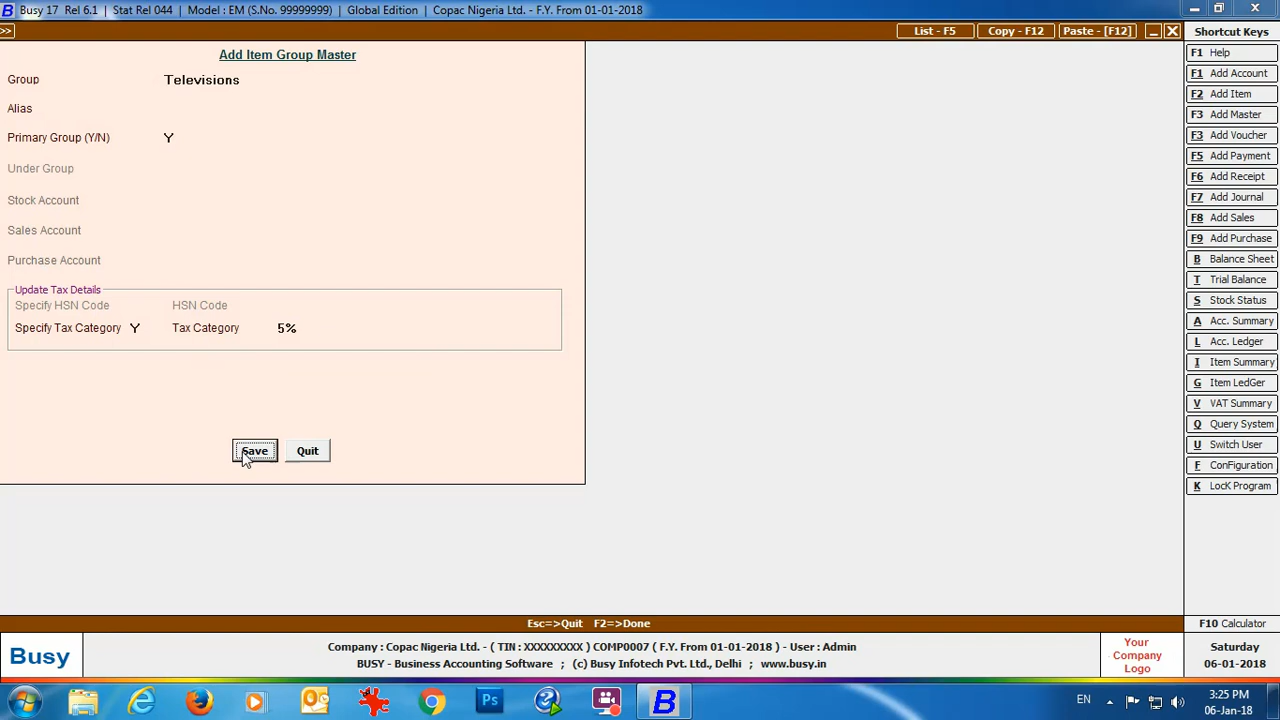 Busy 17 Rel 6.1 | Stat Rel 044 | Model : EM (S.No. 99999999) | Global Edition | Copac Nigeria Ltd. - F.Y. From 01-01-2018
>> List - F5 Copy - F12 Paste - [F12] Shortcut Keys
Add Item Group Master
Group Televisions
Alias
Primary Group (Y/N) Y
Under Group
Stock Account
Sales Account
Purchase Account
Update Tax Details
Specify HSN Code HSN Code
Specify Tax Category Y Tax Category 5%
Save Quit
F1 Help
F1 Add Account
F2 Add Item
F3 Add Master
F3 Add Voucher
F5 Add Payment
F6 Add Receipt
F7 Add Journal
F8 Add Sales
F9 Add Purchase
B Balance Sheet
T Trial Balance
S Stock Status
A Acc. Summary
L Acc. Ledger
I Item Summary
G Item LedGer
V VAT Summary
Q Query System
U Switch User
F ConFiguration
K LocK Program
Esc=>Quit F2=>Done
F10 Calculator
Busy
Company : Copac Nigeria Ltd. - ( TIN : XXXXXXXXX ) COMP0007 ( F.Y. From 01-01-2018 ) - User : Admin
BUSY - Business Accounting Software ; (c) Busy Infotech Pvt. Ltd., Delhi ; www.busy.in
Your
Company
Logo
Saturday
06-01-2018
Ps B EN 3:25 PM
06-Jan-18